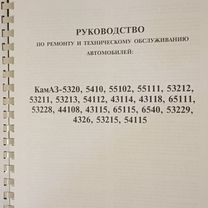 РУКОВОДСТВО
ПО РЕМОНТУ И ТЕХНИЧЕСКОМУ ОБСЛУЖИВАНИЮ
АВТОМОБИЛЕЙ:
КамАЗ-5320, 5410, 55102, 55111, 53212,
53211, 53213, 54112, 43114, 43118, 65111,
53228, 44108, 43115, 65115, 6540, 53229,
4326, 53215, 54115